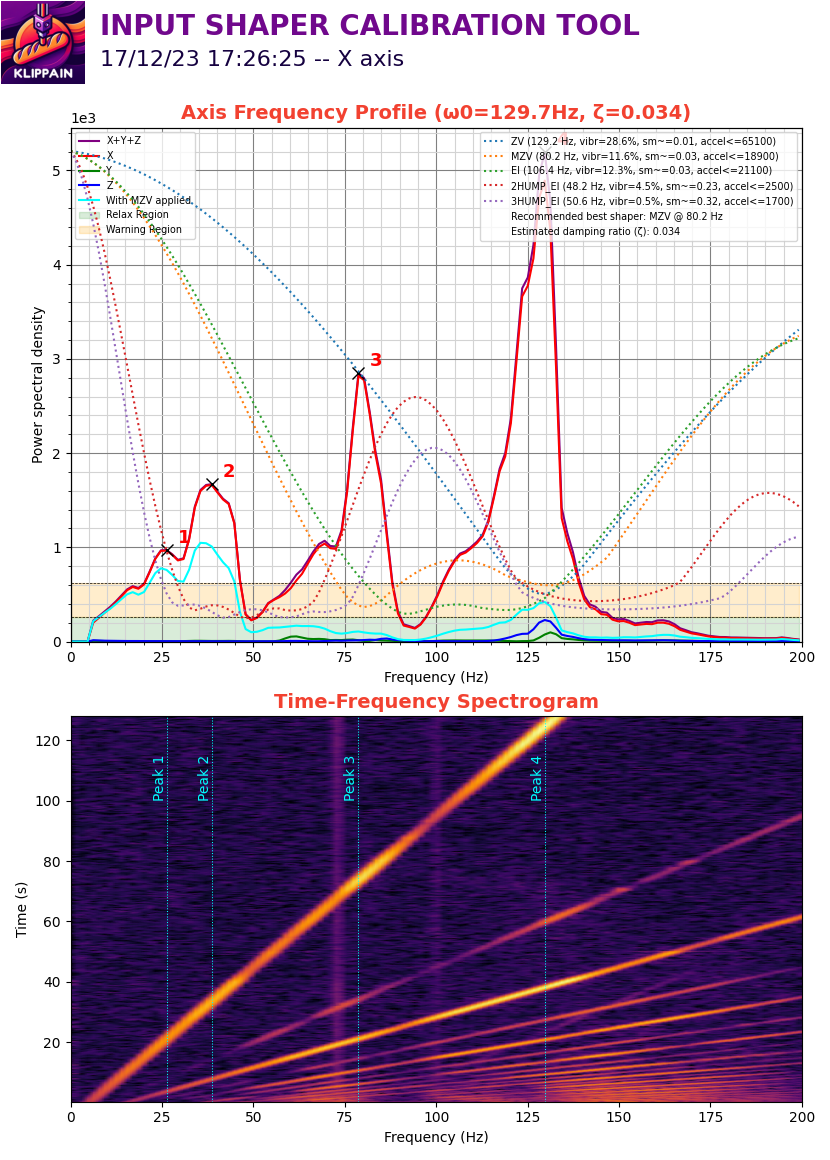 INPUT SHAPER CALIBRATION TOOL
17/12/23 17:26:25 -- X axis
KLIPPAIN
Axis Frequency Profile (ω0=129.7Hz, ζ=0.034)
1e3
X+Y+Z
X
Y
Z
With MZV applied
Relax Region
Warning Region
ZV (129.2 Hz, vibr=28.6%, sm~=0.01, accel<=65100)
MZV (80.2 Hz, vibr=11.6%, sm~=0.03, accel<=18900)
EI (106.4 Hz, vibr=12.3%, sm~=0.03, accel<=21100)
2HUMP_EI (48.2 Hz, vibr=4.5%, sm~=0.23, accel<=2500)
3HUMP_EI (50.6 Hz, vibr=0.5%, sm~=0.32, accel<=1700)
Recommended best shaper: MZV @ 80.2 Hz
Estimated damping ratio (ζ): 0.034
5
4
3
2
1
0
Power spectral density
1
2
3
0 25 50 75 100 125 150 175 200
Frequency (Hz)
Time-Frequency Spectrogram
120
100
80
60
40
20
Time (s)
Peak 1
Peak 2
Peak 3
Peak 4
0 25 50 75 100 125 150 175 200
Frequency (Hz)